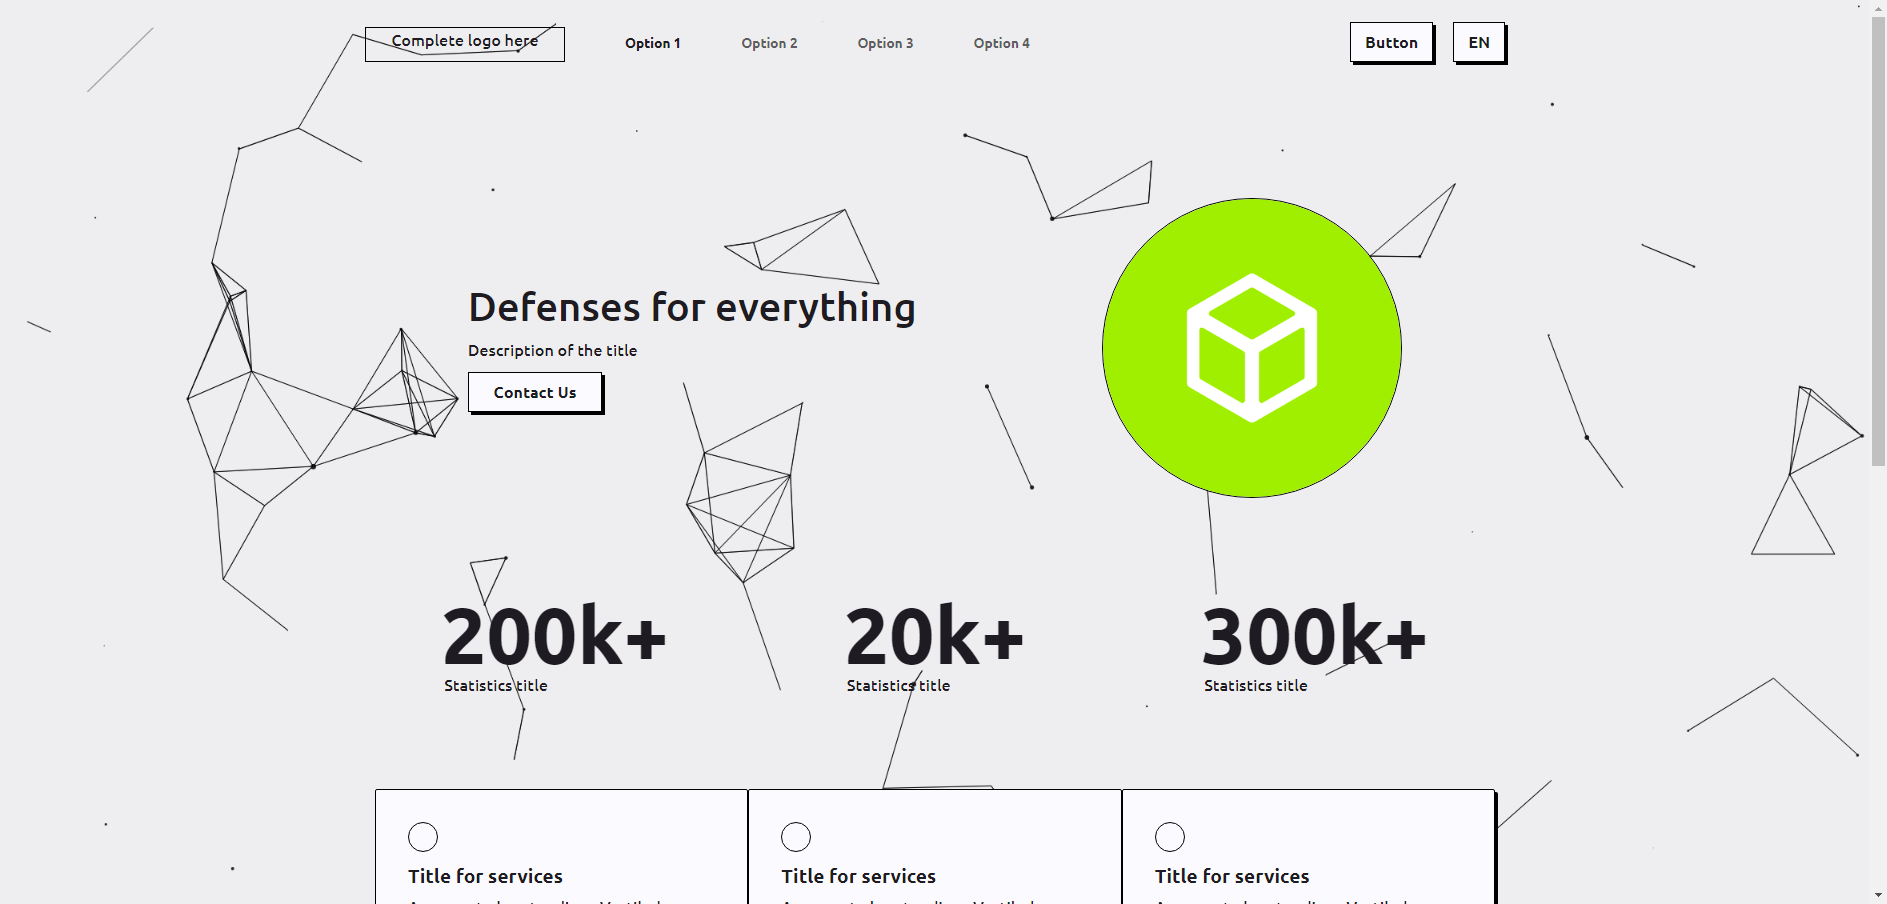 Complete logo here
Option 1
Option 2
Option 3
Option 4
Button
EN
Defenses for everything
Description of the title
Contact Us
200k+
20k+
300k+
Statistics title
Statistics title
Statistics title
Title for services
Title for services
Title for services